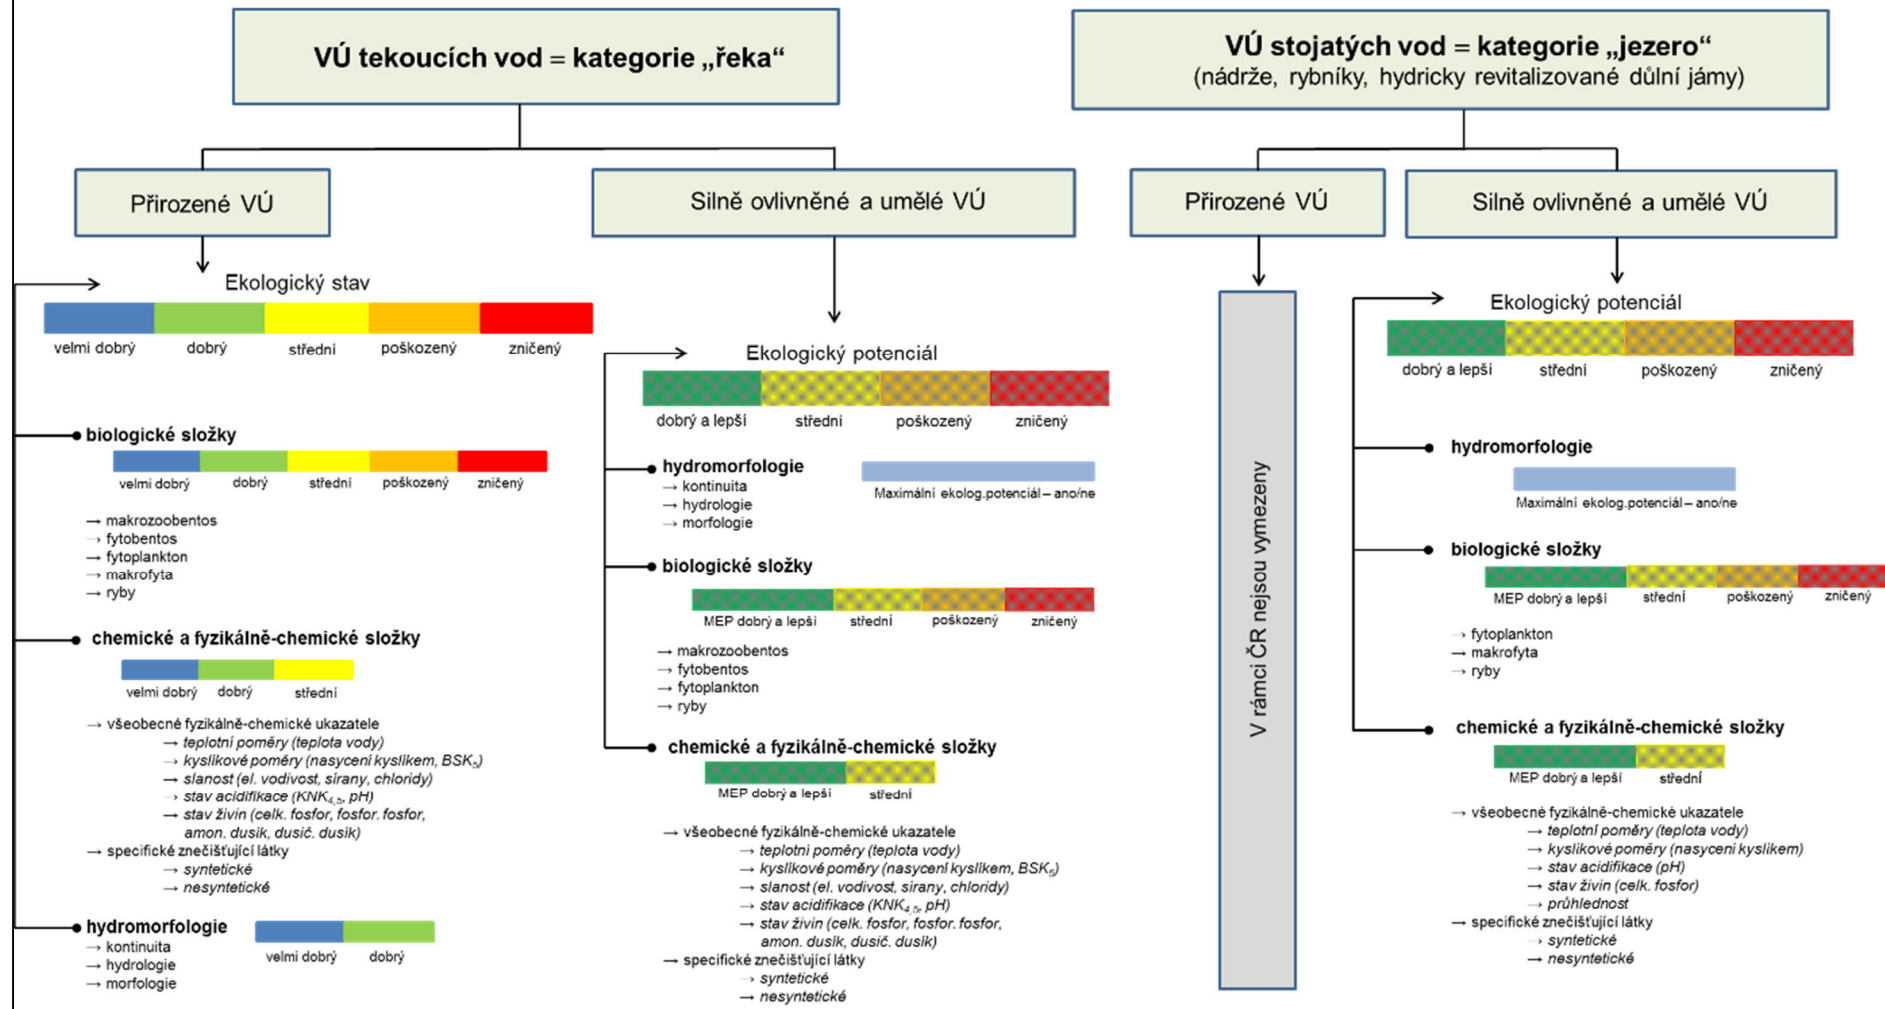 VÚ tekoucích vod = kategorie „řeka“
VÚ stojatých vod = kategorie „jezero“
(nádrže, rybníky, hydricky revitalizované důlní jámy)
Přirozené VÚ
Silně ovlivněné a umělé VÚ
Přirozené VÚ
Silně ovlivněné a umělé VÚ
Ekologický stav
velmi dobrý
dobrý
střední
poškozený
zničený
biologické složky
velmi dobrý
dobrý
střední
poškozený
zničený
→ makrozoobentos
→ fytobentos
→ fytoplankton
→ makrofyta
→ ryby
chemické a fyzikálně-chemické složky
velmi dobrý
dobrý
střední
→ všeobecné fyzikálně-chemické ukazatele
→ teplotní poměry (teplota vody)
→ kyslíkové poměry (nasycení kyslíkem, BSK5)
→ slanost (el. vodivost, sírany, chloridy)
→ stav acidifikace (KNK4,5, pH)
→ stav živin (celk. fosfor, fosfor. fosfor,
amon. dusík, dusič. dusík)
→ specifické znečišťující látky
→ syntetické
→ nesyntetické
hydromorfologie
velmi dobrý
dobrý
→ kontinuita
→ hydrologie
→ morfologie
Ekologický potenciál
dobrý a lepší
střední
poškozený
zničený
hydromorfologie
→ kontinuita
→ hydrologie
→ morfologie
Maximální ekolog.potenciál – ano/ne
biologické složky
MEP dobrý a lepší
střední
poškozený
zničený
→ makrozoobentos
→ fytobentos
→ fytoplankton
→ ryby
chemické a fyzikálně-chemické složky
MEP dobrý a lepší
střední
→ všeobecné fyzikálně-chemické ukazatele
→ teplotní poměry (teplota vody)
→ kyslíkové poměry (nasycení kyslíkem, BSK5)
→ slanost (el. vodivost, sírany, chloridy)
→ stav acidifikace (KNK4,5, pH)
→ stav živin (celk. fosfor, fosfor. fosfor,
amon. dusík, dusič. dusík)
→ specifické znečišťující látky
→ syntetické
→ nesyntetické
V rámci ČR nejsou vymezeny
Ekologický potenciál
dobrý a lepší
střední
poškozený
zničený
hydromorfologie
Maximální ekolog.potenciál – ano/ne
biologické složky
MEP dobrý a lepší
střední
poškozený
zničený
→ fytoplankton
→ makrofyta
→ ryby
chemické a fyzikálně-chemické složky
MEP dobrý a lepší
střední
→ všeobecné fyzikálně-chemické ukazatele
→ teplotní poměry (teplota vody)
→ kyslíkové poměry (nasycení kyslíkem)
→ stav acidifikace (pH)
→ stav živin (celk. fosfor)
→ průhlednost
→ specifické znečišťující látky
→ syntetické
→ nesyntetické